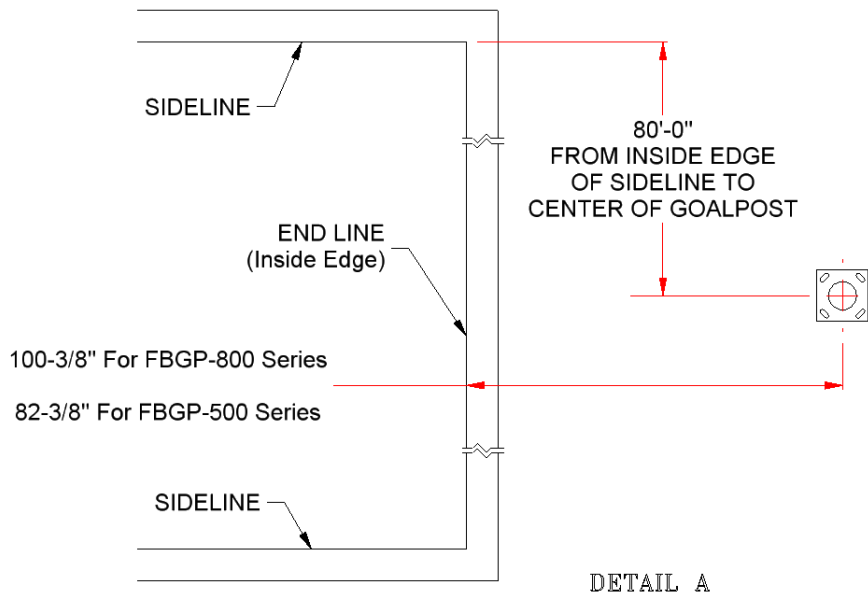 SIDELINE
80'-0"
FROM INSIDE EDGE
OF SIDELINE TO
CENTER OF GOALPOST
END LINE
(Inside Edge)
100-3/8" For FBGP-800 Series
82-3/8" For FBGP-500 Series
SIDELINE
DETAIL A